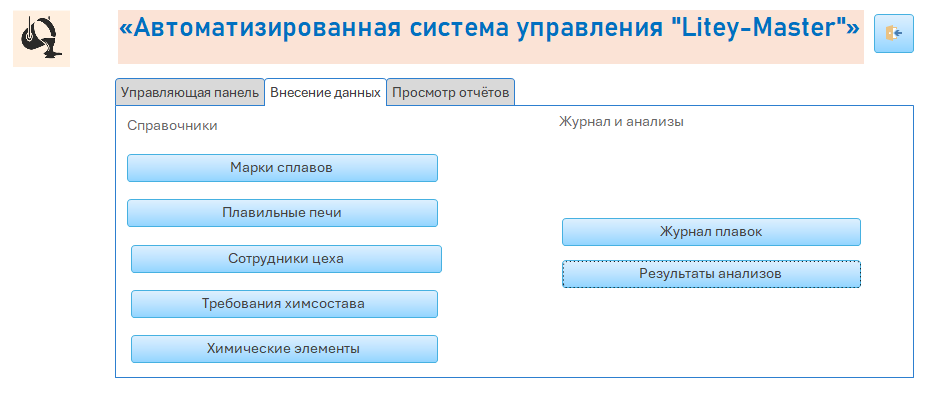 «Автоматизированная система управления "Litey-Master"»
Управляющая панель
Внесение данных
Просмотр отчётов
Справочники
Марки сплавов
Плавильные печи
Сотрудники цеха
Требования химсостава
Химические элементы
Журнал и анализы
Журнал плавок
Результаты анализов